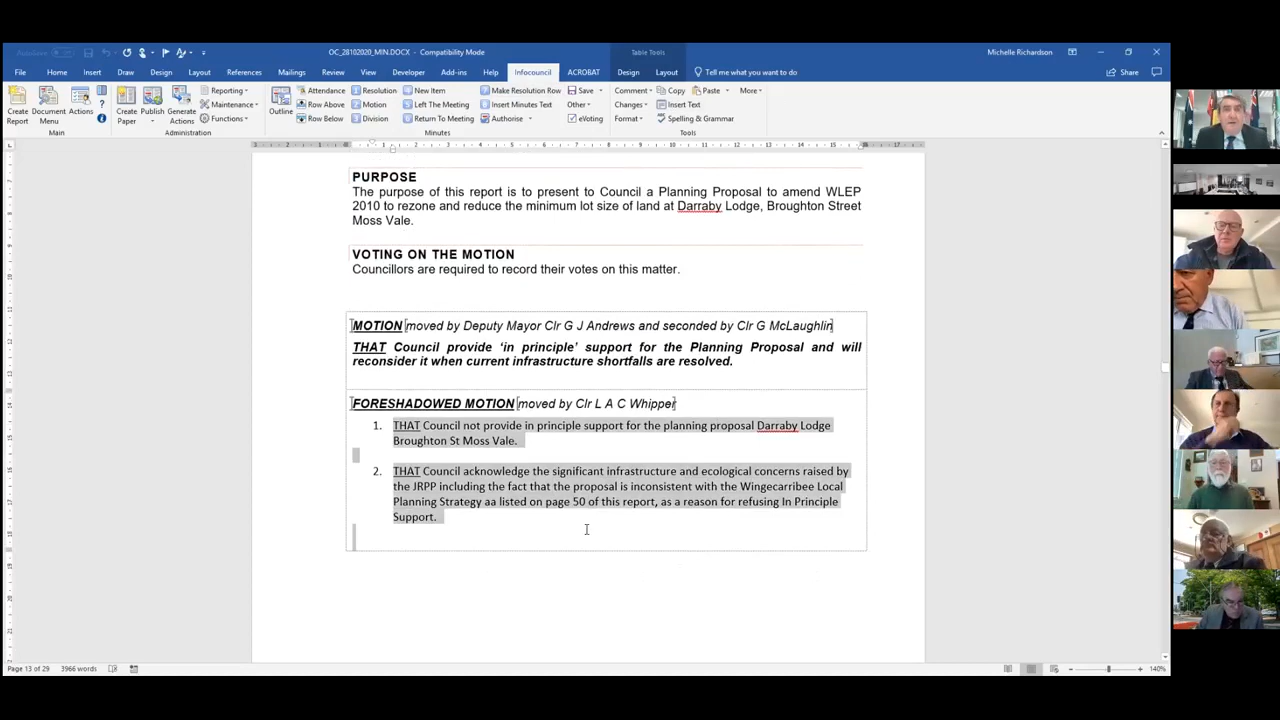 AutoSave
OC_28102020_MIN.DOCX - Compatibility Mode
Table Tools
Michelle Richardson
File Home Insert Draw Design Layout References Mailings Review View Developer Add-ins Help Infocouncil ACROBAT Design Layout Tell me what you want to do Share
Create Report Document Menu Actions Create Paper Publish Generate Actions Reporting Maintenance Functions Outline Attendance Row Above Row Below Resolution Motion Division New Item Left The Meeting Return To Meeting Make Resolution Row Insert Minutes Text Authorise Save Other eVoting Comment Changes Format Copy Paste More Insert Text Spelling & Grammar
Main Administration Minutes Tools
PURPOSE
The purpose of this report is to present to Council a Planning Proposal to amend WLEP
2010 to rezone and reduce the minimum lot size of land at Darraby Lodge, Broughton Street
Moss Vale.
VOTING ON THE MOTION
Councillors are required to record their votes on this matter.
MOTION moved by Deputy Mayor Clr G J Andrews and seconded by Clr G McLaughlin
THAT Council provide ‘in principle’ support for the Planning Proposal and will
reconsider it when current infrastructure shortfalls are resolved.
FORESHADOWED MOTION moved by Clr L A C Whipper
1. THAT Council not provide in principle support for the planning proposal Darraby Lodge
Broughton St Moss Vale.
2. THAT Council acknowledge the significant infrastructure and ecological concerns raised by
the JRPP including the fact that the proposal is inconsistent with the Wingecarribee Local
Planning Strategy aa listed on page 50 of this report, as a reason for refusing In Principle
Support.
Page 13 of 29 3966 words 140%